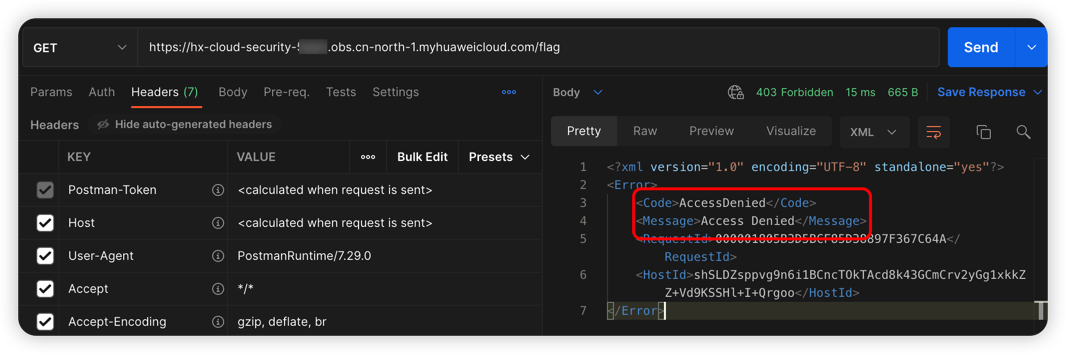 GET
https://hx-cloud-security- .obs.cn-north-1.myhuaweicloud.com/flag
Send
Params Auth Headers (7) Body Pre-req. Tests Settings
Headers Hide auto-generated headers
KEY VALUE Bulk Edit Presets
Postman-Token <calculated when request is sent>
Host <calculated when request is sent>
User-Agent PostmanRuntime/7.29.0
Accept */*
Accept-Encoding gzip, deflate, br
Body 403 Forbidden 15 ms 665 B Save Response
Pretty Raw Preview Visualize XML
1 <?xml version="1.0" encoding="UTF-8" standalone="yes"?>
2 <Error>
3 <Code>AccessDenied</Code>
4 <Message>Access Denied</Message>
5 <RequestId>000001805B3D5BCF85D38897F367C64A</
RequestId>
6 <HostId>shSLDZsppvg9n6i1BCncTOkTAcd8k43GCmCrv2yGg1xkkZ
Z+Vd9KSSHl+I+Qrgoo</HostId>
7 </Error>